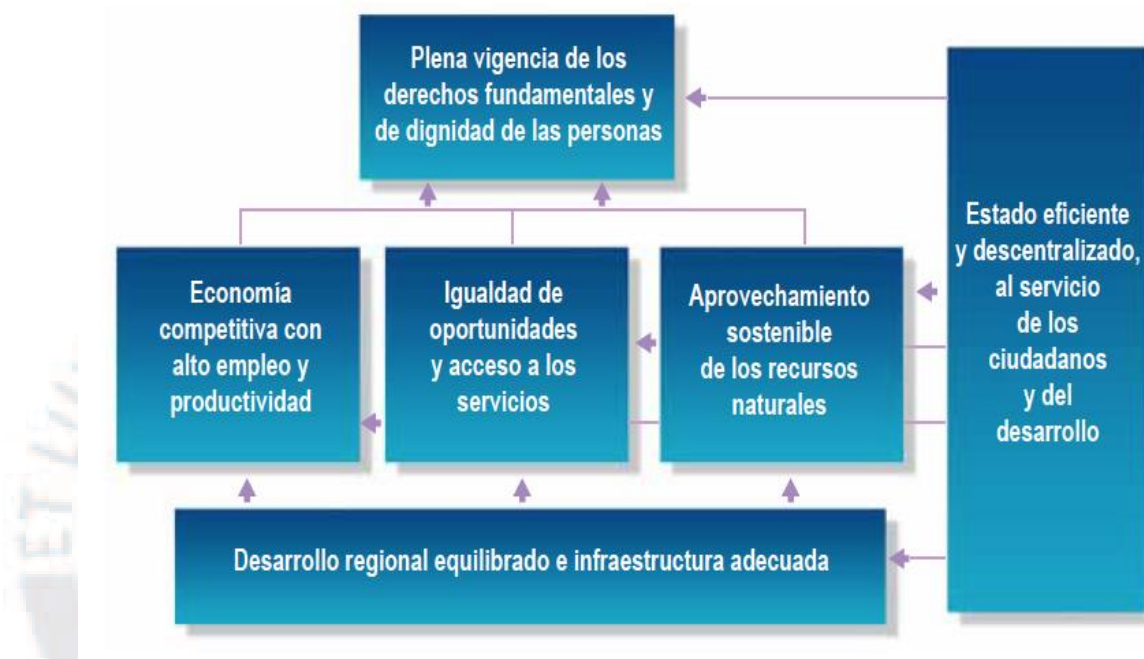 Plena vigencia de los
derechos fundamentales y
de dignidad de las personas
Economía
competitiva con
alto empleo y
productividad
Igualdad de
oportunidades
y acceso a los
servicios
Aprovechamiento
sostenible
de los recursos
naturales
Estado eficiente
y descentralizado,
al servicio
de los
ciudadanos
y del
desarrollo
Desarrollo regional equilibrado e infraestructura adecuada
ET